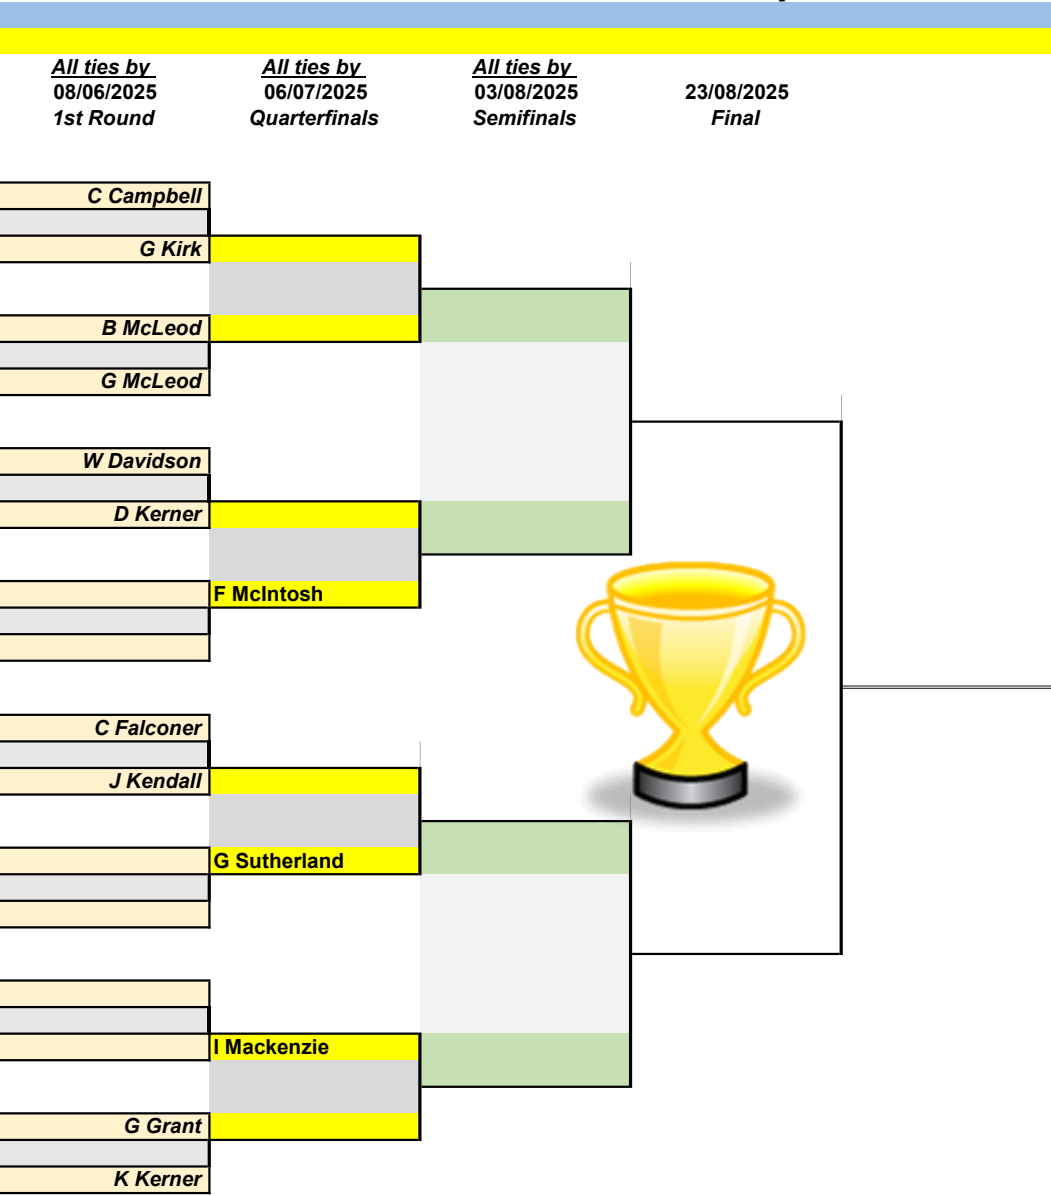 All ties by All ties by All ties by
08/06/2025 06/07/2025 03/08/2025 23/08/2025
1st Round Quarterfinals Semifinals Final
C Campbell
G Kirk
B McLeod
G McLeod
W Davidson
D Kerner
F McIntosh
C Falconer
J Kendall
G Sutherland
I Mackenzie
G Grant
K Kerner